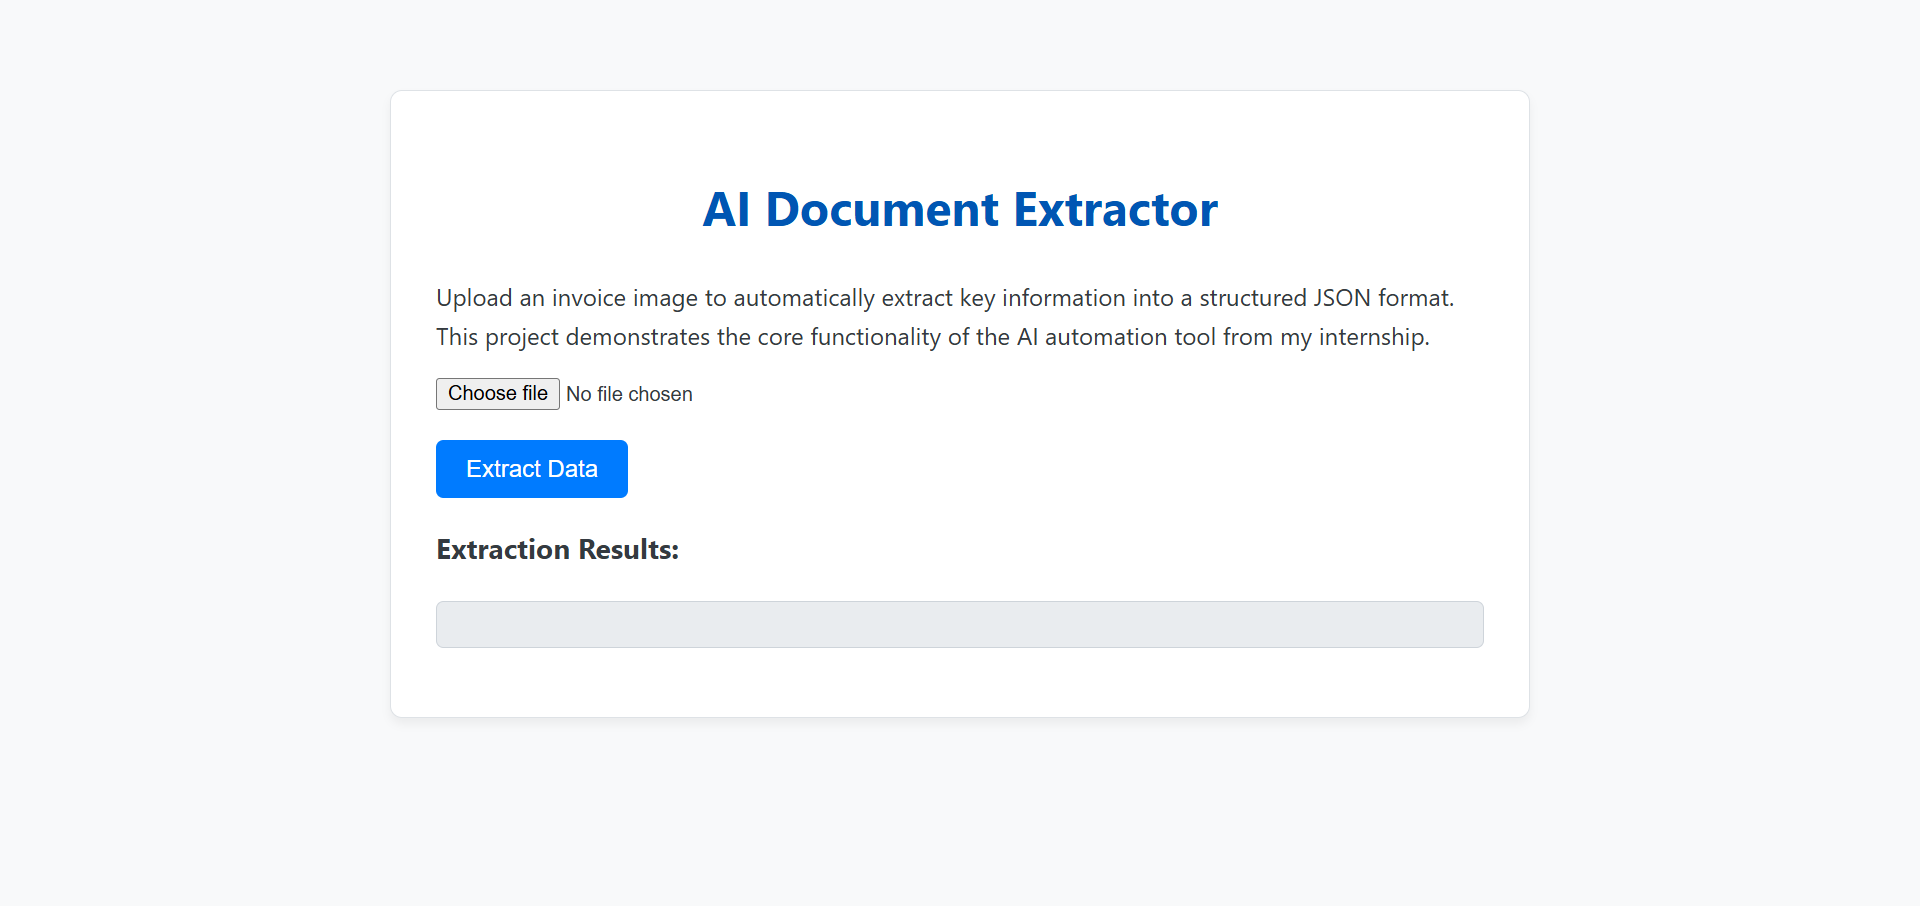 AI Document Extractor
Upload an invoice image to automatically extract key information into a structured JSON format.
This project demonstrates the core functionality of the AI automation tool from my internship.
Choose file No file chosen
Extract Data
Extraction Results: